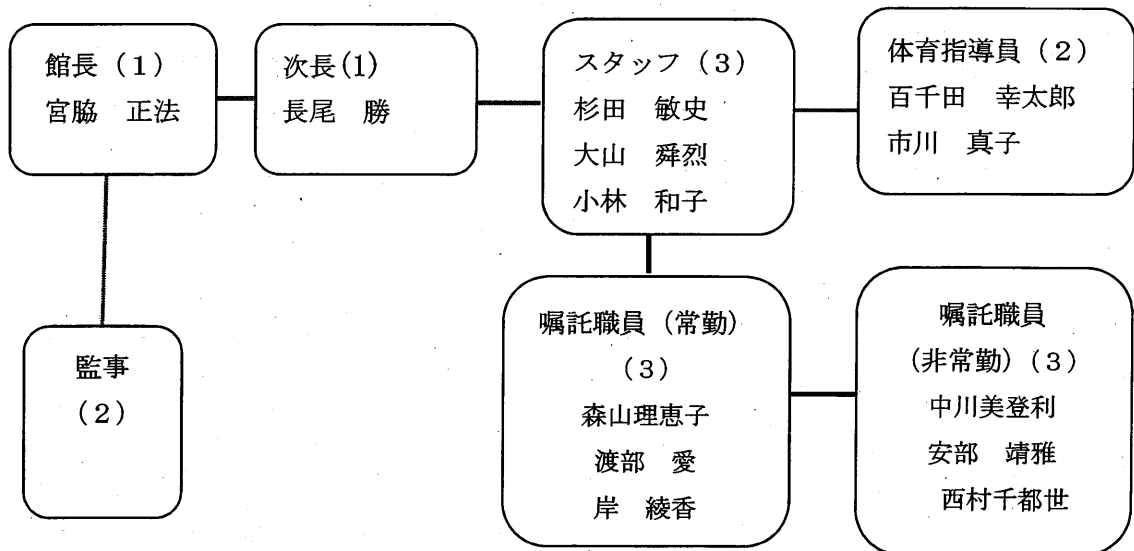 館長（１）
宮脇　正法
次長(1)
長尾　勝
スタッフ（３）
杉田　敏史
大山　舜烈
小林　和子
体育指導員（２）
百千田　幸太郎
市川　真子
監事
（２）
嘱託職員（常勤）
（３）
森山理恵子
渡部　愛
岸　綾香
嘱託職員
(非常勤)（３）
中川美登利
安部　靖雅
西村千都世